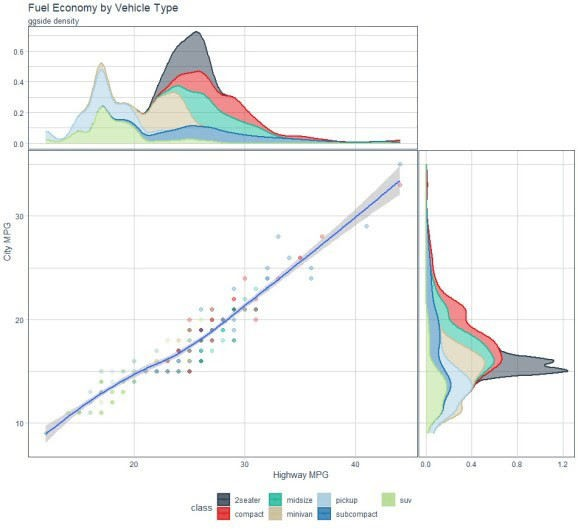 Fuel Economy by Vehicle Type
ggside density
0.6
0.4
0.2
0.0
City MPG
30
20
10
20 30 40
0.0 0.4 0.8 1.2
Highway MPG
class
2seater midsize pickup suv
compact minivan subcompact